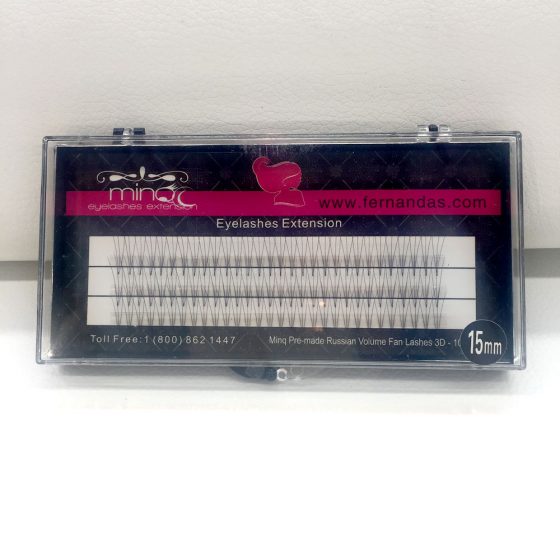 minq
eyelashes extension
www.fernandas.com
Eyelashes Extension
Toll Free: 1 (800) 862 1447
Minq Pre-made Russian Volume Fan Lashes 3D - 10
15mm